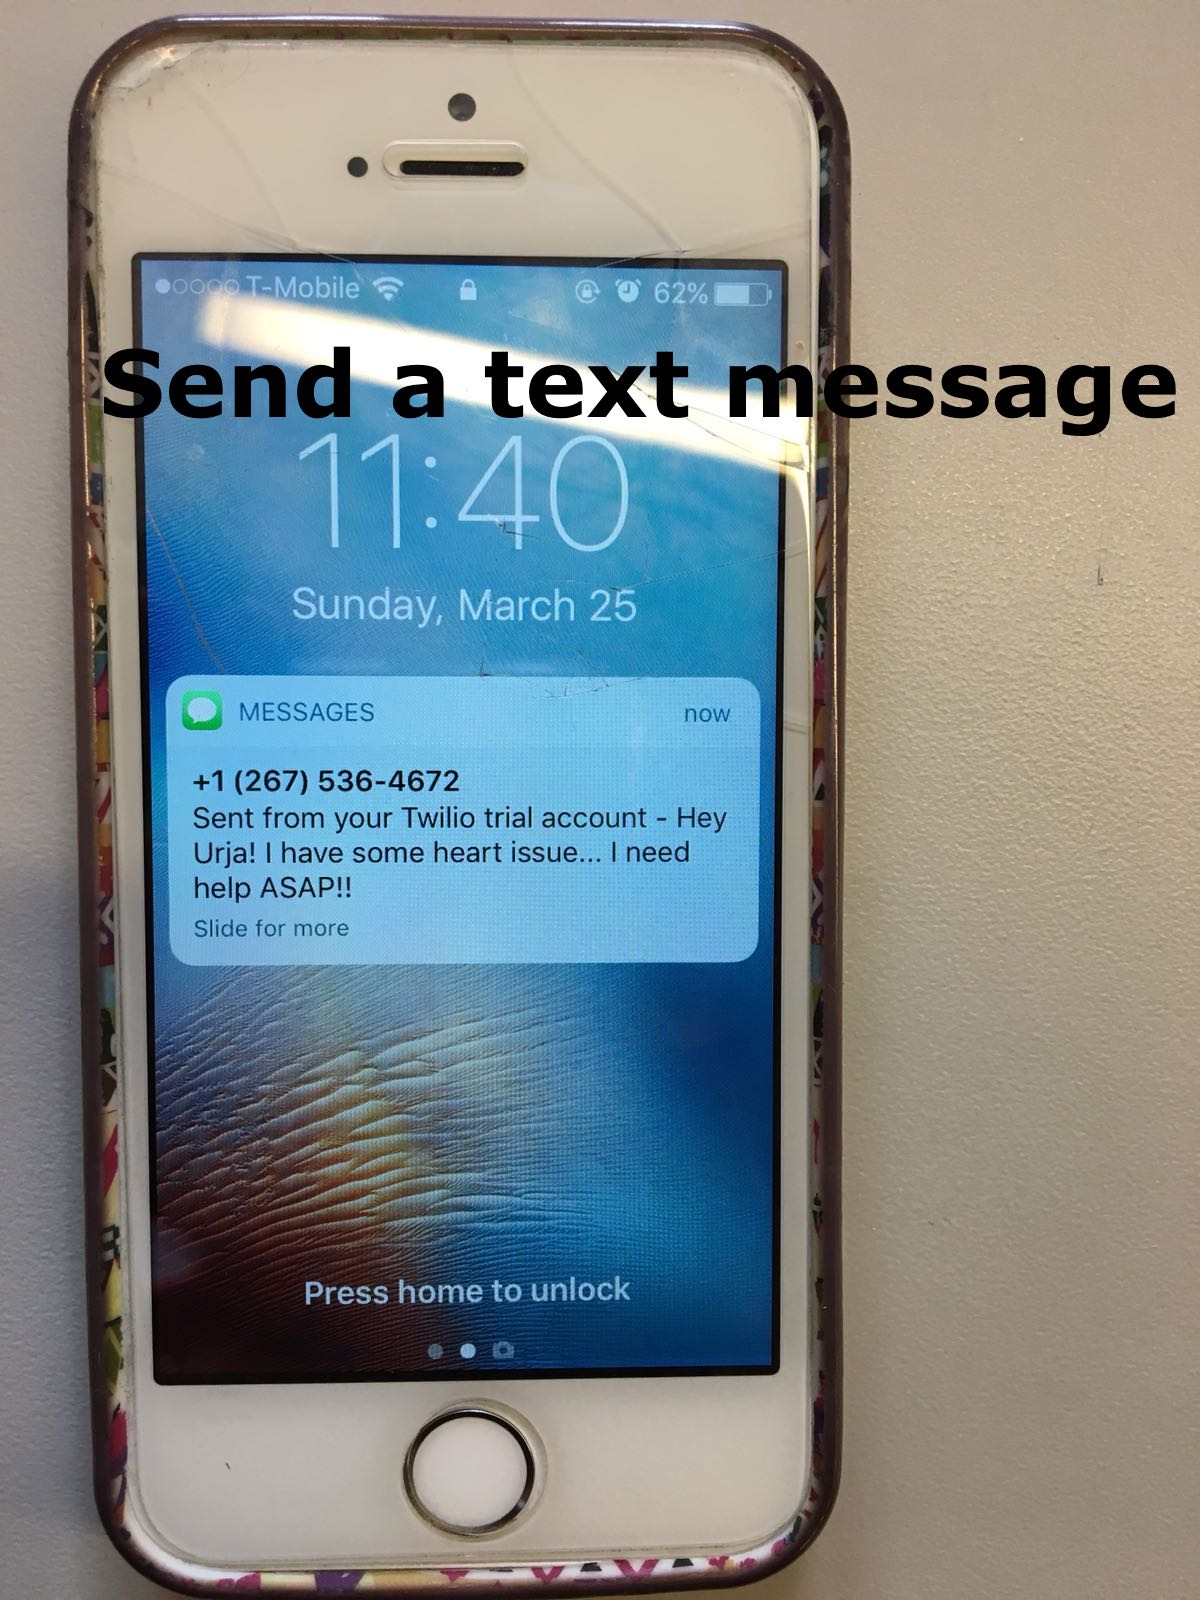 T-Mobile 62%
Send a text message
11:40
Sunday, March 25
MESSAGES now
+1 (267) 536-4672
Sent from your Twilio trial account - Hey
Urja! I have some heart issue... I need
help ASAP!!
Slide for more
Press home to unlock